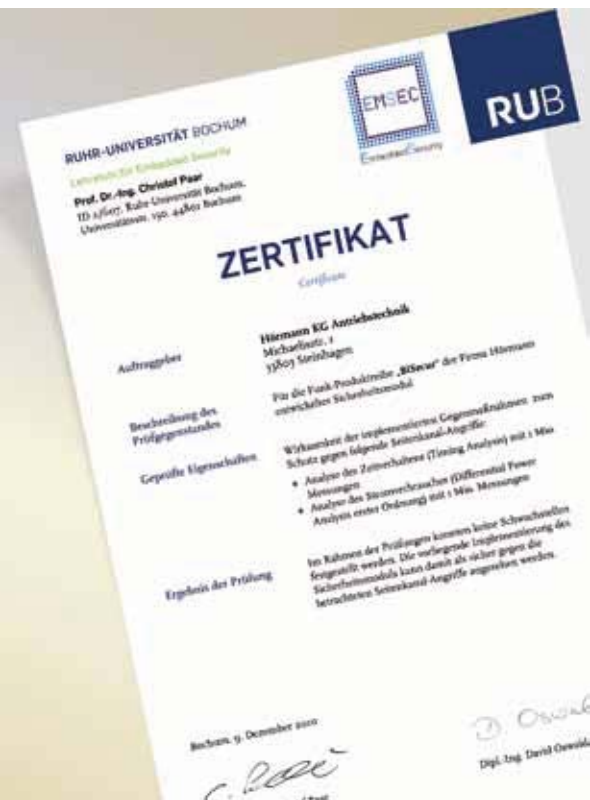 RUHR-UNIVERSITÄT BOCHUM
EMSEC
RUB
Lehrstuhl für Embedded Security
Embedded Security
Prof. Dr.-Ing. Christof Paar
ID 2/607, Ruhr-Universität Bochum,
Universitätsstr. 150, 44801 Bochum
ZERTIFIKAT
Certificate
Auftraggeber
Hörmann KG Antriebstechnik
Michaelisstr. 1
33803 Steinhagen
Beschreibung des
Prüfgegenstandes
Für die Funk-Produktreihe „BiSecur“ der Firma Hörmann
entwickeltes Sicherheitsmodul
Geprüfte Eigenschaften
Wirksamkeit der implementierten Gegenmaßnahmen zum
Schutz gegen folgende Seitenkanal-Angriffe:
• Analyse des Zeitverhaltens (Timing Analysis) mit 1 Mio
Messungen
• Analyse des Stromverbrauches (Differential Power
Analysis erster Ordnung) mit 1 Mio. Messungen
Ergebnis der Prüfung
Im Rahmen der Prüfungen konnten keine Schwachstellen
festgestellt werden. Die vorliegende Implementierung des
Sicherheitsmoduls kann damit als sicher gegen die
betrachteten Seitenkanal-Angriffe angesehen werden.
Bochum, 9. Dezember 2010
D. Oswald
Dipl.-Ing. David Oswald
Paar